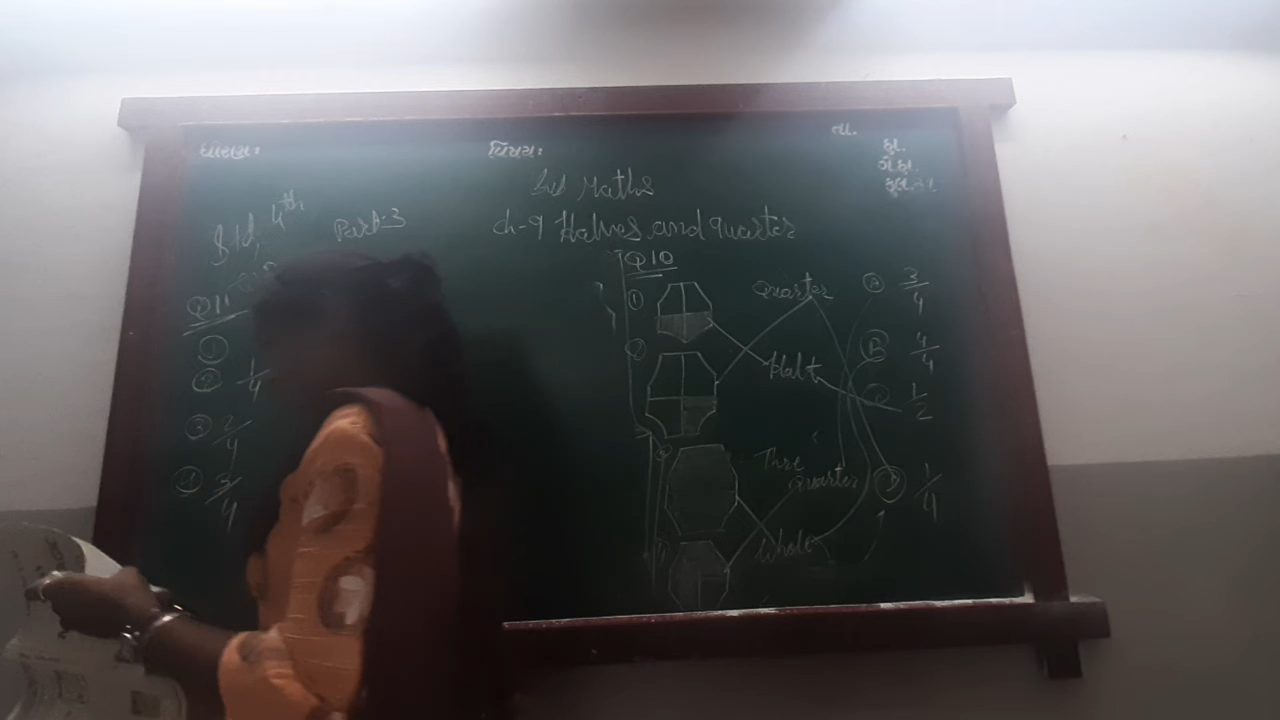 ધોરણ:
વિષય:
તા.
હા.
ગે.હા.
કુલ.સં.
Sub Maths
Std, 4th
Part-3
Ch-9 Halves and quarter
Q11
①
② 1/4
③ 2/4
④ 3/4
Q10
①
Quarter
A 3/4
②
Half
B 4/4
C 1/2
③
Three quarter
D 1/4
④
Whole